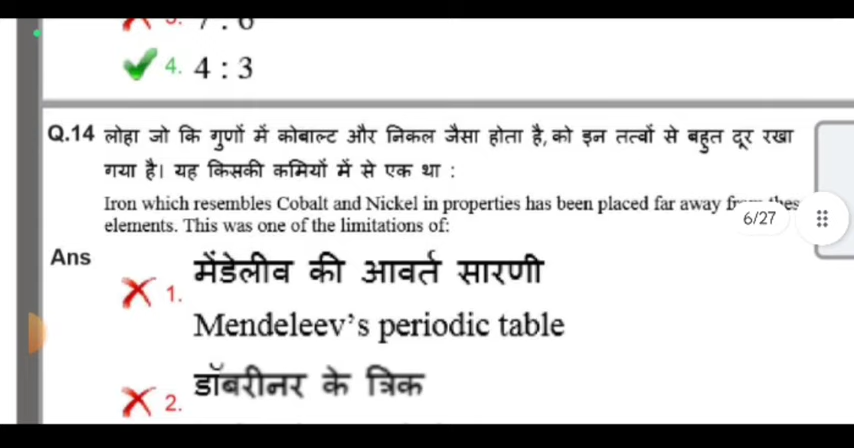 4. 4 : 3
Q.14 लोहा जो कि गुणों में कोबाल्ट और निकल जैसा होता है, को इन तत्वों से बहुत दूर रखा
गया है। यह किसकी कमियों में से एक था :
Iron which resembles Cobalt and Nickel in properties has been placed far away
elements. This was one of the limitations of:
6/27
Ans
1. मेंडेलीव की आवर्त सारणी
Mendeleev's periodic table
2. डॉबरीनर के त्रिक